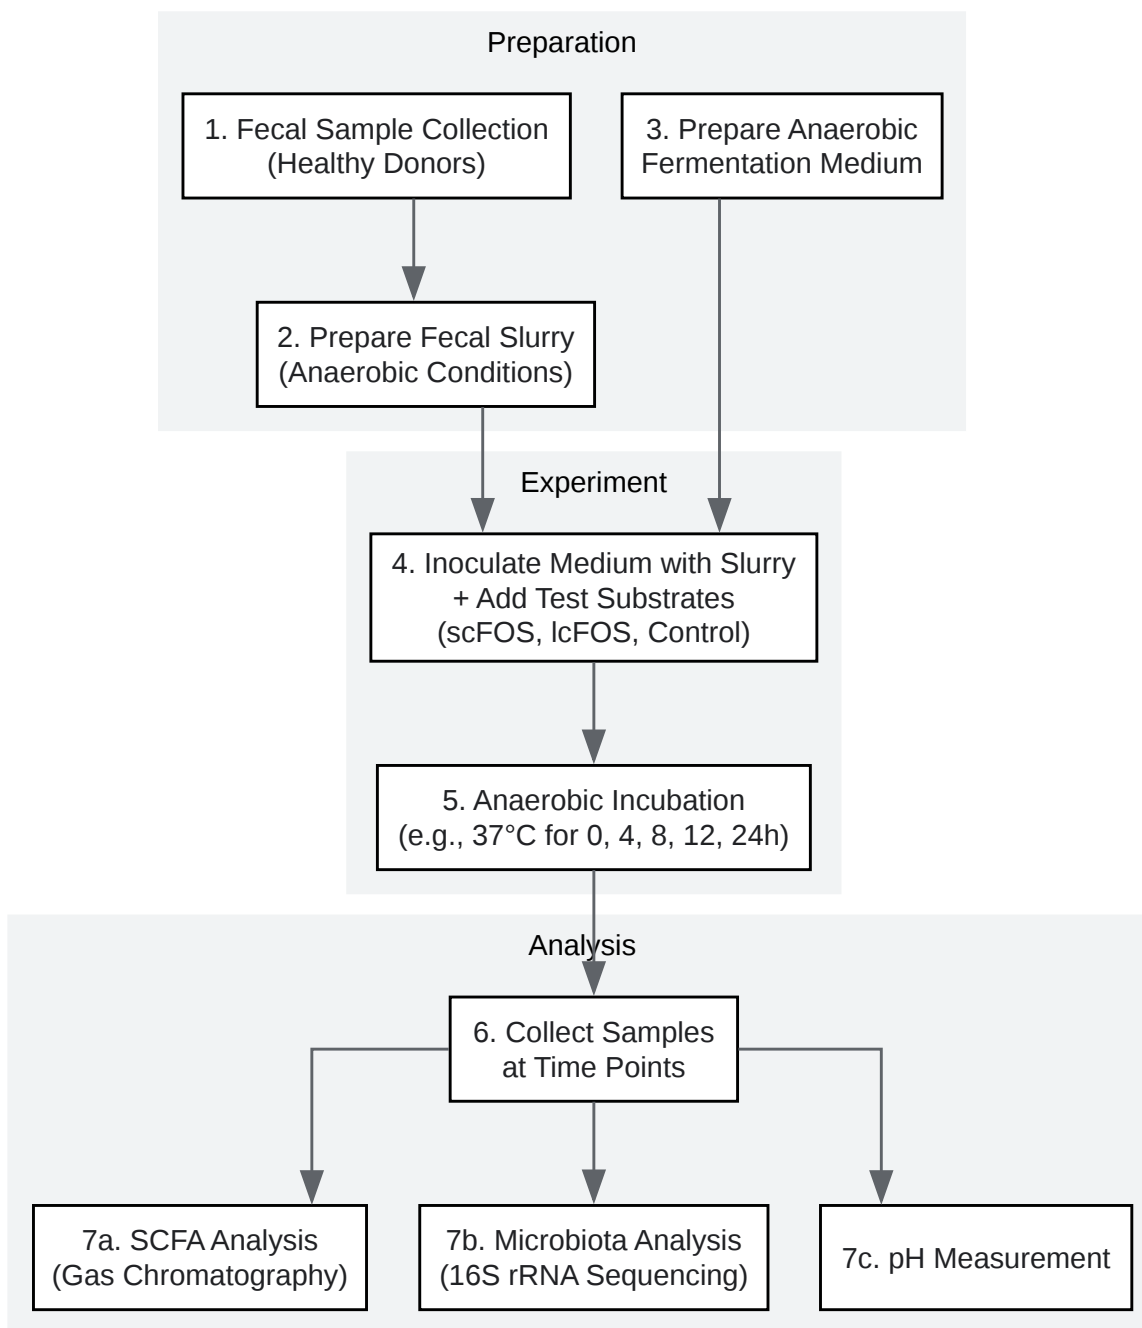 Preparation
1. Fecal Sample Collection
(Healthy Donors)
3. Prepare Anaerobic
Fermentation Medium
2. Prepare Fecal Slurry
(Anaerobic Conditions)
Experiment
4. Inoculate Medium with Slurry
+ Add Test Substrates
(scFOS, lcFOS, Control)
5. Anaerobic Incubation
(e.g., 37°C for 0, 4, 8, 12, 24h)
Analysis
6. Collect Samples
at Time Points
7a. SCFA Analysis
(Gas Chromatography)
7b. Microbiota Analysis
(16S rRNA Sequencing)
7c. pH Measurement